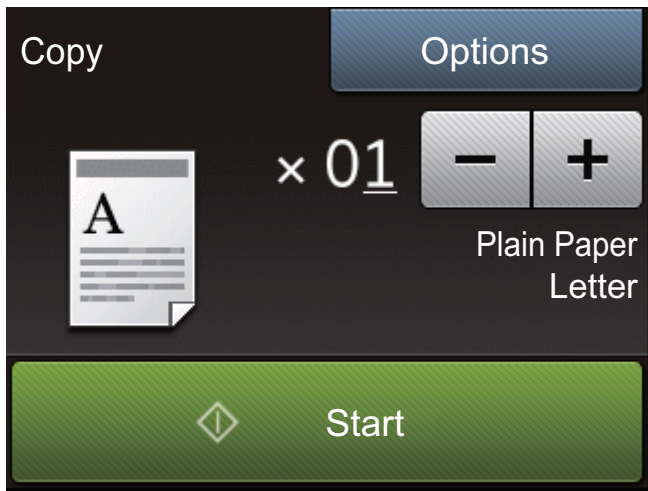 Copy
Options
× 01
− +
A
Plain Paper
Letter
Start